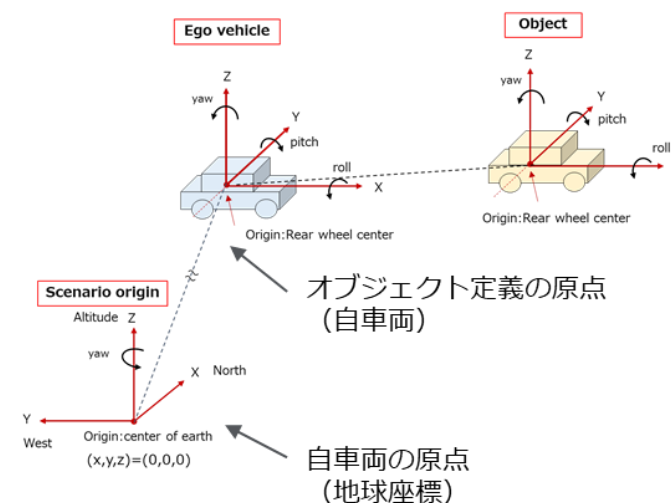 Ego vehicle
Object
Z
yaw
Y
pitch
roll
X
Origin:Rear wheel center
Z
yaw
Y
pitch
roll
Origin:Rear wheel center
オブジェクト定義の原点
（自車両）
Scenario origin
Altitude Z
yaw
X North
Y
West
Origin:center of earth
(x,y,z)=(0,0,0)
自車両の原点
（地球座標）